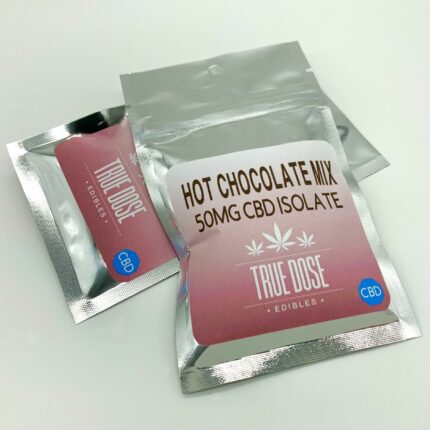 HOT CHOCOLATE MIX
50MG CBD ISOLATE
TRUE DOSE
• EDIBLES •
CBD
TRUE DOSE
• EDIBLES •
CBD